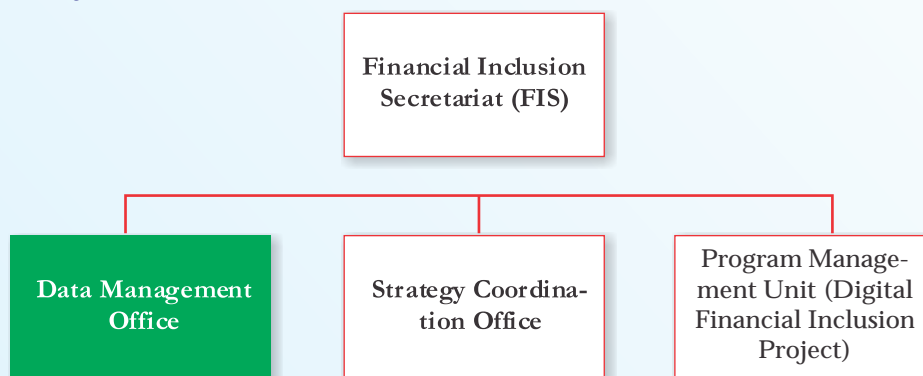 Financial Inclusion
Secretariat (FIS)
Data Management
Office
Strategy Coordina-
tion Office
Program Manage-
ment Unit (Digital
Financial Inclusion
Project)